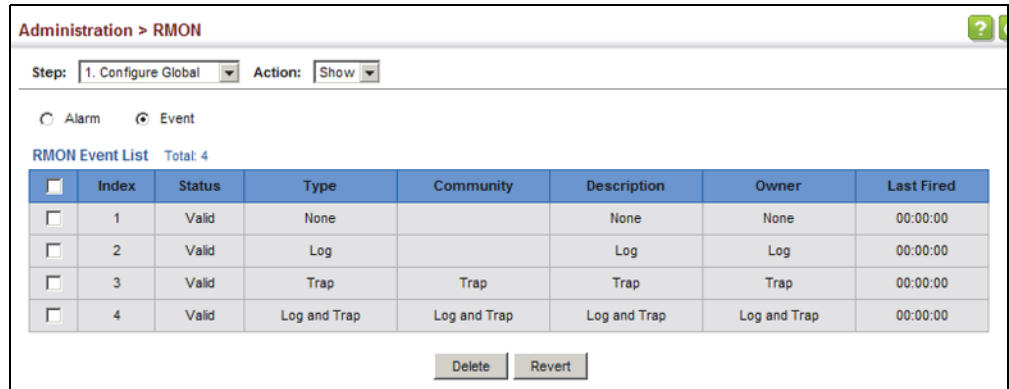 Administration > RMON
?
Step: 1. Configure Global Action: Show
Alarm Event
RMON Event List Total: 4
Index Status Type Community Description Owner Last Fired
1 Valid None None None 00:00:00
2 Valid Log Log Log 00:00:00
3 Valid Trap Trap Trap Trap 00:00:00
4 Valid Log and Trap Log and Trap Log and Trap Log and Trap 00:00:00
Delete Revert